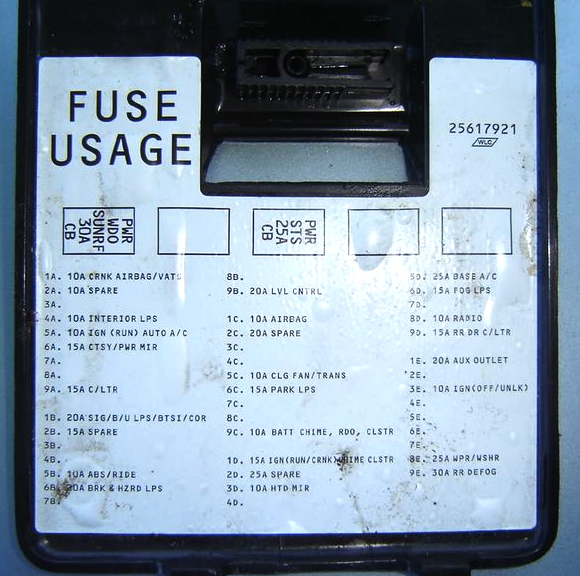 FUSE
USAGE
25617921
WLC
PWR
WDO
SUNRF
30A
CB
PWR
STS
25A
CB
1A. 10A CRNK AIRBAG/VATS
2A. 10A SPARE
3A.
4A. 10A INTERIOR LPS
5A. 10A IGN (RUN) AUTO A/C
6A. 15A CTSY/PWR MIR
7A.
8A.
9A. 15A C/LTR
1B. 20A SIG/B/U LPS/BTSI/COR
2B. 15A SPARE
3B.
4B.
5B. 10A ABS/RIDE
6B. 20A BRK & HZRD LPS
7B.
8B.
9B. 20A LVL CNTRL
1C. 10A AIRBAG
2C. 20A SPARE
3C.
4C.
5C. 10A CLG FAN/TRANS
6C. 15A PARK LPS
7C.
8C.
9C. 10A BATT CHIME, RDO, CLSTR
1D. 15A IGN(RUN/CRNK)CHIME CLSTR
2D. 25A SPARE
3D. 10A HTD MIR
4D.
5D. 25A BASE A/C
6D. 15A FOG LPS
7D.
8D. 10A RADIO
9D. 15A RR DR C/LTR
1E. 20A AUX OUTLET
2E.
3E. 10A IGN(OFF/UNLK)
4E.
5E.
6E.
7E.
8E. 25A WPR/WSHR
9E. 30A RR DEFOG